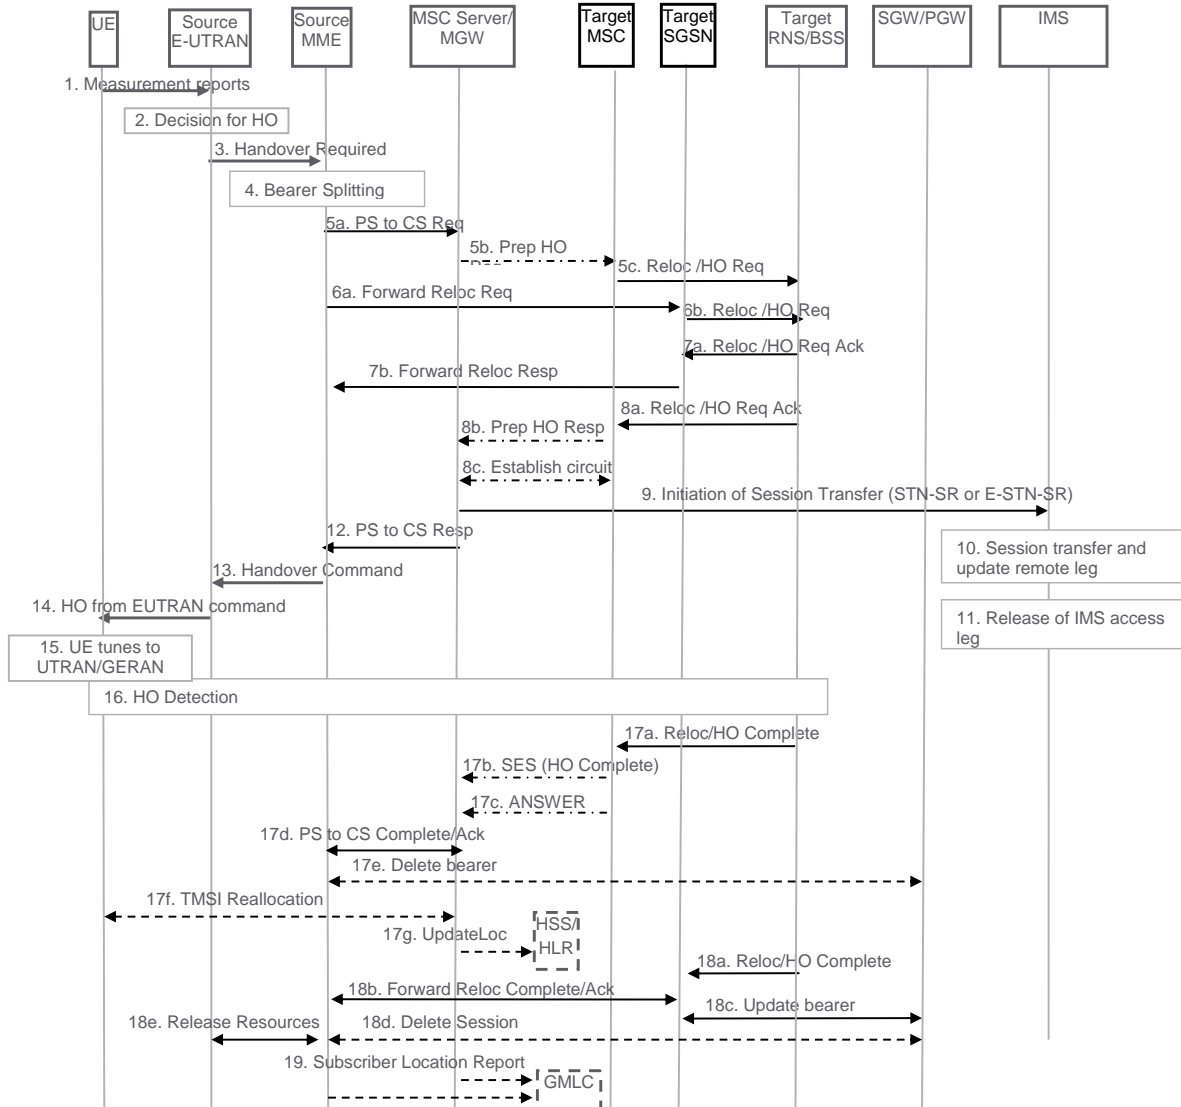 UE
Source
E-UTRAN
Source
MME
MSC Server/
MGW
Target
MSC
Target
SGSN
Target
RNS/BSS
SGW/PGW
IMS
1. Measurement reports
2. Decision for HO
3. Handover Required
4. Bearer Splitting
5a. PS to CS Req
5b. Prep HO
5c. Reloc /HO Req
6a. Forward Reloc Req
6b. Reloc /HO Req
7a. Reloc /HO Req Ack
7b. Forward Reloc Resp
8a. Reloc /HO Req Ack
8b. Prep HO Resp
8c. Establish circuit
9. Initiation of Session Transfer (STN-SR or E-STN-SR)
12. PS to CS Resp
10. Session transfer and
update remote leg
13. Handover Command
14. HO from EUTRAN command
11. Release of IMS access
leg
15. UE tunes to
UTRAN/GERAN
16. HO Detection
17a. Reloc/HO Complete
17b. SES (HO Complete)
17c. ANSWER
17d. PS to CS Complete/Ack
17e. Delete bearer
17f. TMSI Reallocation
HSS/
HLR
17g. UpdateLoc
18a. Reloc/HO Complete
18b. Forward Reloc Complete/Ack
18c. Update bearer
18e. Release Resources
18d. Delete Session
19. Subscriber Location Report
GMLC